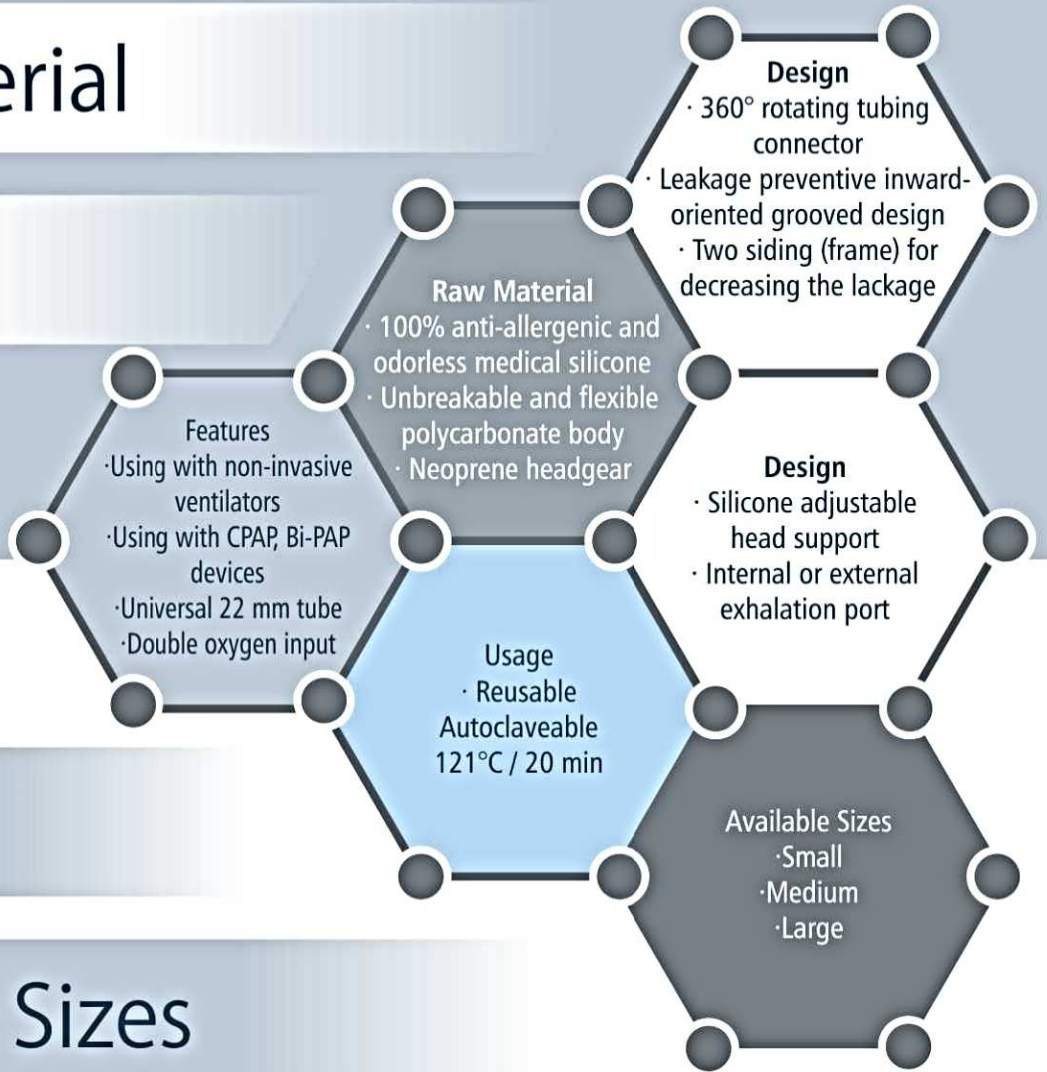 erial
Design
· 360° rotating tubing
connector
· Leakage preventive inward-
oriented grooved design
· Two siding (frame) for
decreasing the lackage
Raw Material
· 100% anti-allergenic and
odorless medical silicone
· Unbreakable and flexible
polycarbonate body
· Neoprene headgear
Features
·Using with non-invasive
ventilators
·Using with CPAP, Bi-PAP
devices
·Universal 22 mm tube
·Double oxygen input
Design
· Silicone adjustable
head support
· Internal or external
exhalation port
Usage
· Reusable
Autoclaveable
121°C / 20 min
Available Sizes
·Small
·Medium
·Large
Sizes